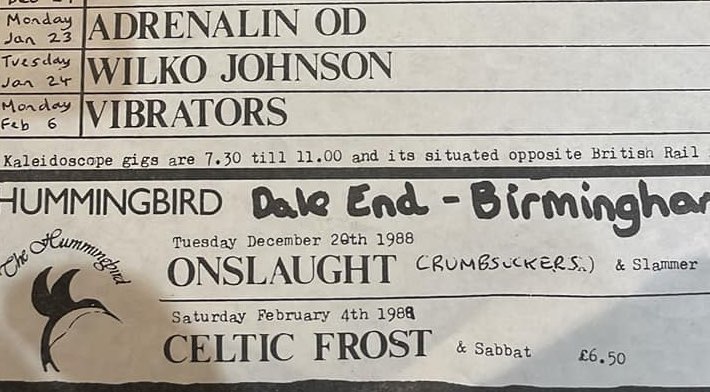 Monday
Jan 23 ADRENALIN OD
Tuesday
Jan 24 WILKO JOHNSON
Monday
Feb 6 VIBRATORS
Kaleidoscope gigs are 7.30 till 11.00 and its situated opposite British Rail
HUMMINGBIRD Dale End - Birmingham
The Hummingbird
Tuesday December 20th 1988
ONSLAUGHT (CRUMBSUCKERS..) & Slammer
Saturday February 4th 1989
CELTIC FROST & Sabbat £6.50